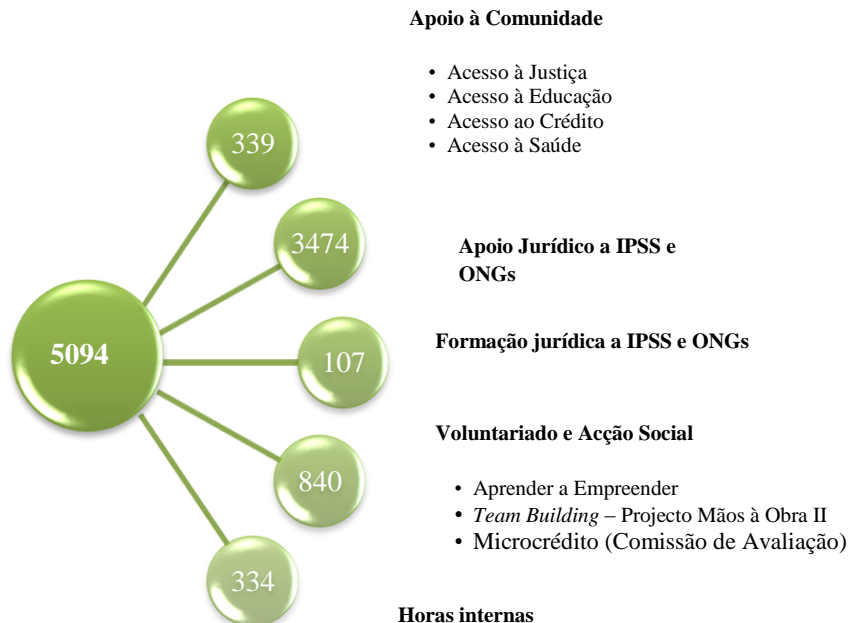 Apoio à Comunidade
• Acesso à Justiça
• Acesso à Educação
• Acesso ao Crédito
• Acesso à Saúde
339
3474
Apoio Jurídico a IPSS e
ONGs
5094
107
Formação jurídica a IPSS e ONGs
840
Voluntariado e Acção Social
• Aprender a Empreender
• Team Building – Projecto Mãos à Obra II
• Microcrédito (Comissão de Avaliação)
334
Horas internas